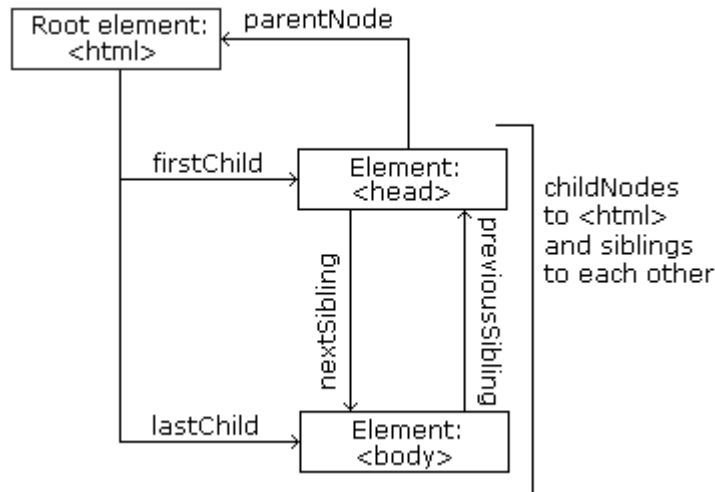 Root element:
<html>
parentNode
firstChild
Element:
<head>
childNodes
to <html>
and siblings
to each other
nextSibling
previousSibling
lastChild
Element:
<body>